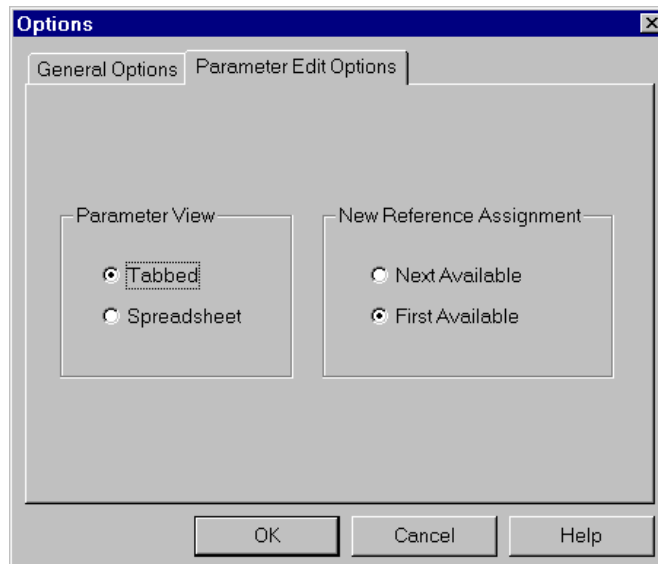 Options
General Options Parameter Edit Options
Parameter View New Reference Assignment
Tabbed Next Available
Spreadsheet First Available
OK Cancel Help